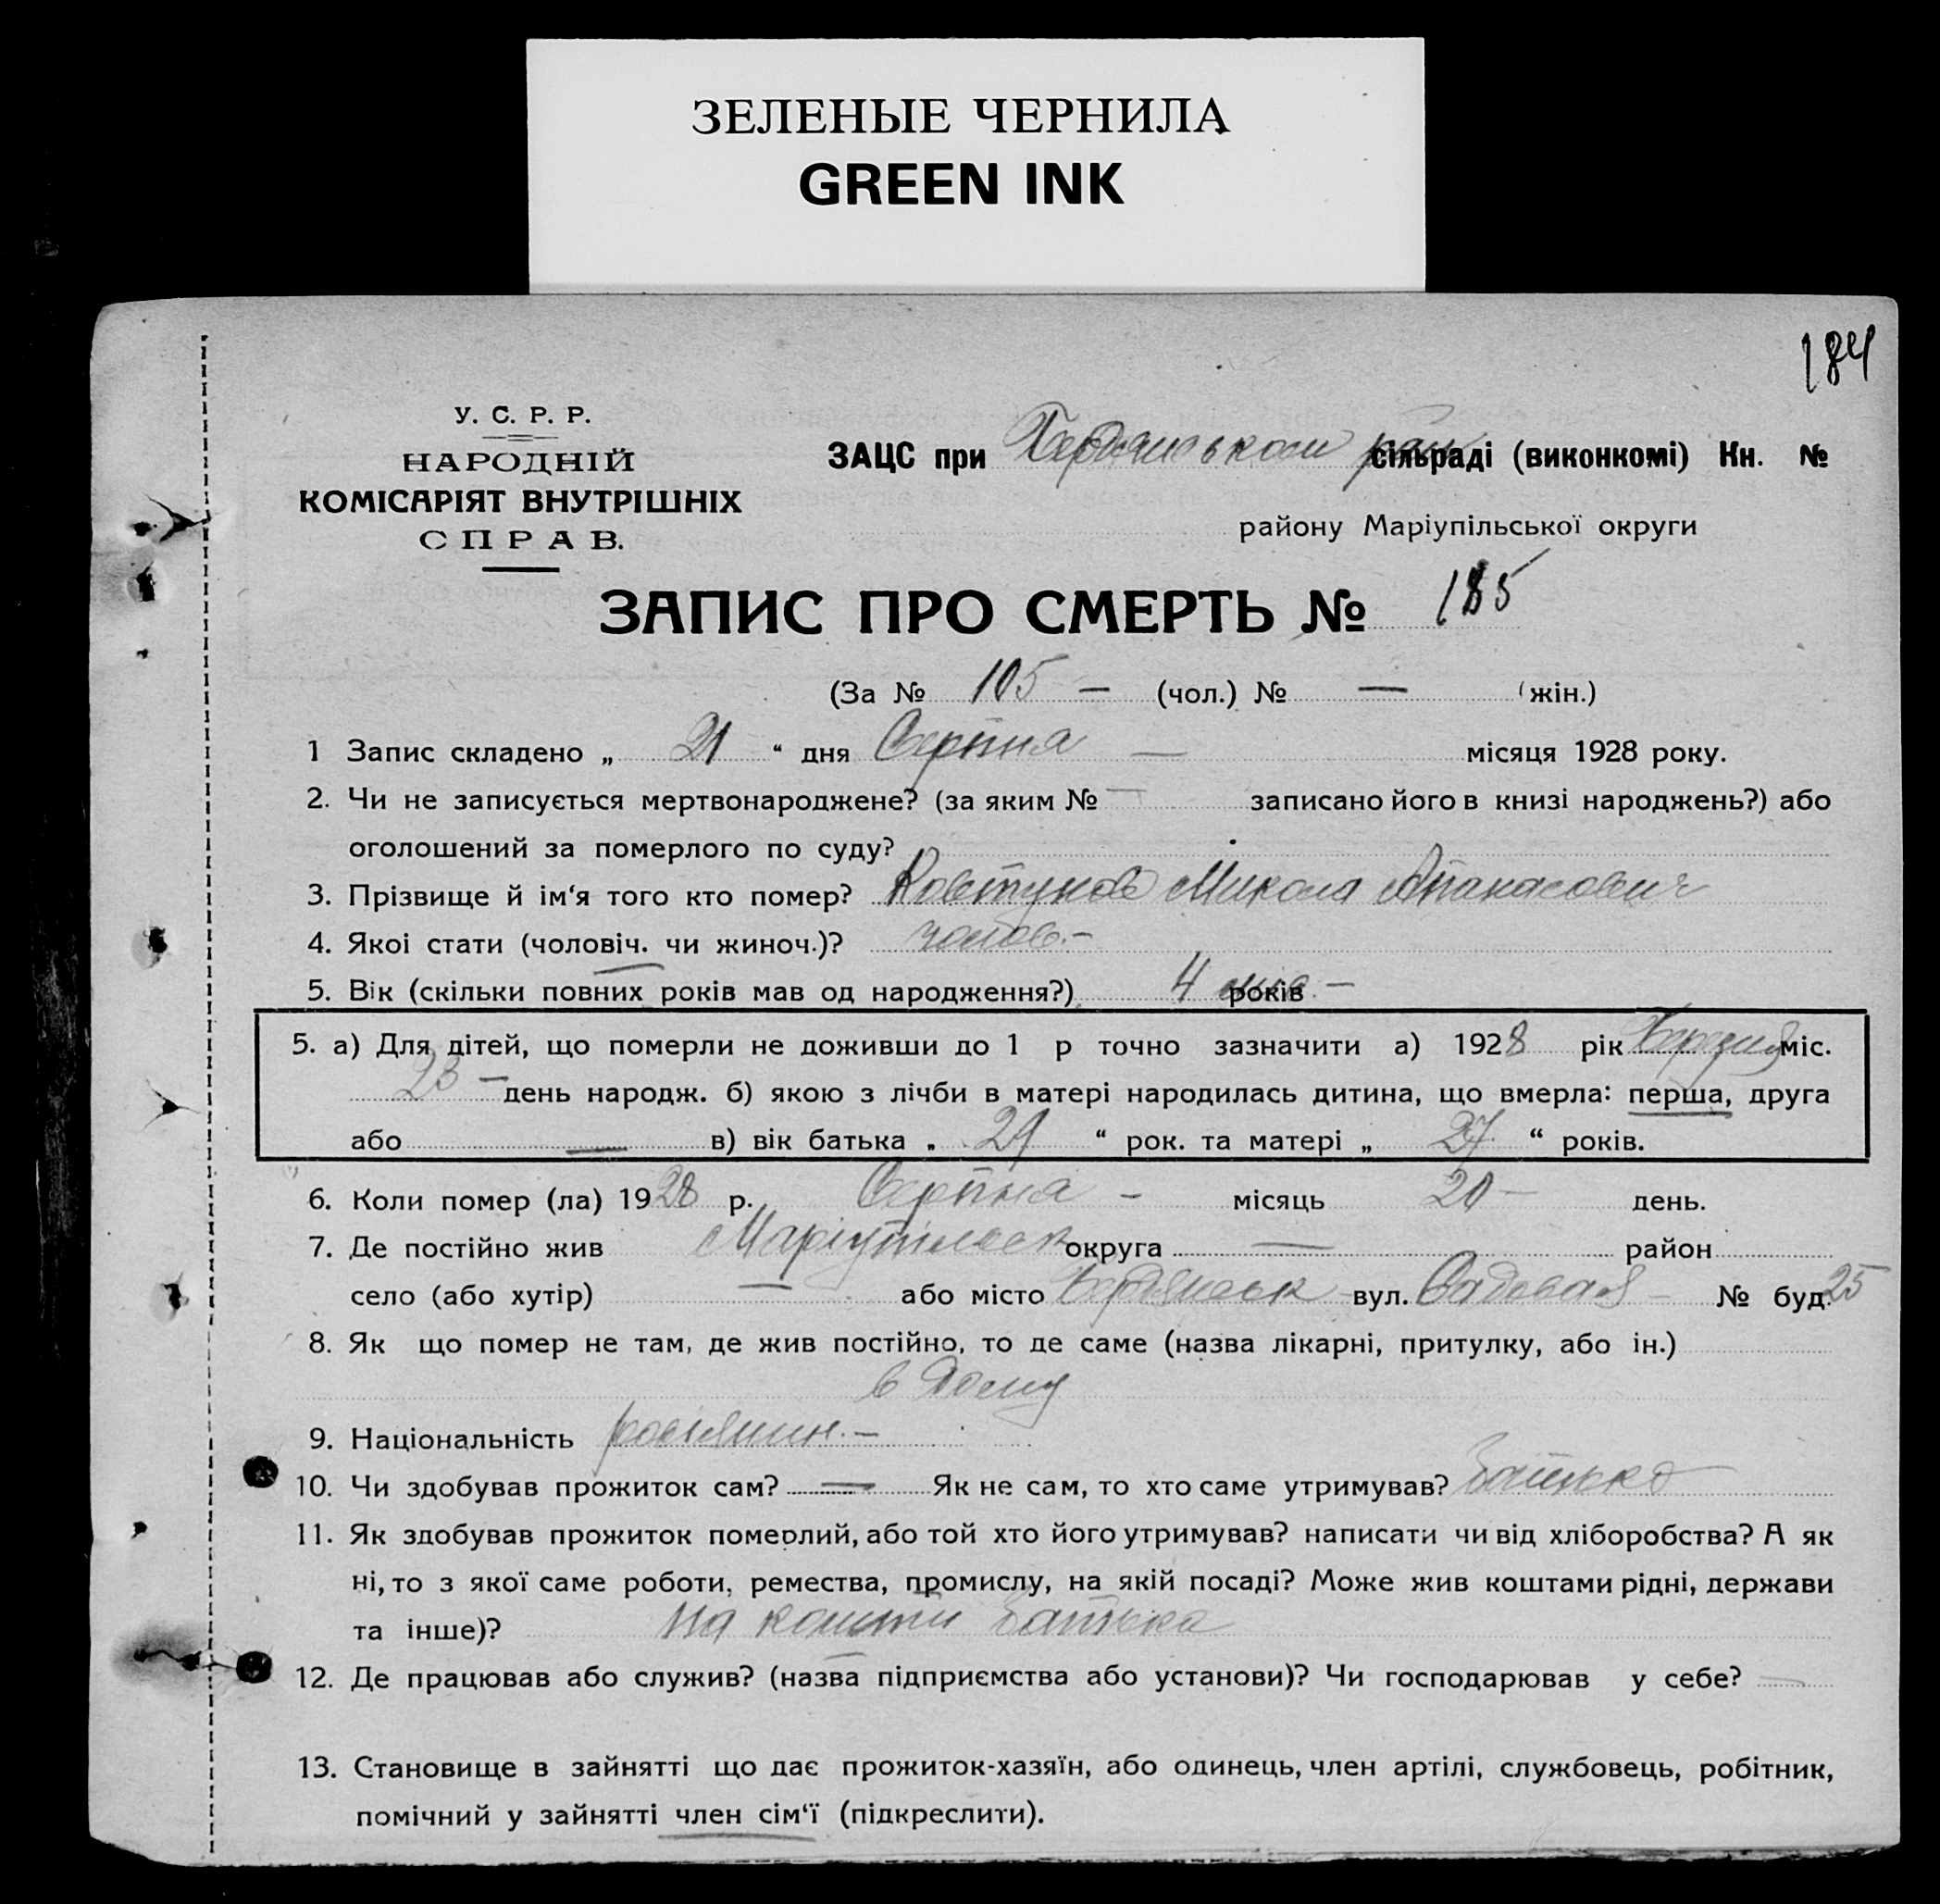 ЗЕЛЕНЫЕ ЧЕРНИЛА
GREEN INK
184
У. С. Р. Р.
НАРОДНІЙ
КОМІСАРІЯТ ВНУТРІШНІХ
СПРАВ.
ЗАЦС при Бердянському рай сільраді (виконкомі) Кн. №
району Маріупільської округи
ЗАПИС ПРО СМЕРТЬ № 185
(За № 105 — (чол.) № — (жін.)
1 Запис складено „ 21 “ дня Серпня — місяця 1928 року.
2. Чи не записується мертвонароджене? (за яким № — записано його в книзі народжень?) або
оголошений за померлого по суду?
3. Прізвище й ім‘я того кто помер? Ковтунов Микола Апанасович
4. Якоі стати (чоловіч. чи жиноч.)? чолов. —
5. Вік (скільки повних років мав од народження?) 4 міс. років —
5. а) Для дітей, що померли не доживши до 1 р точно зазначити а) 1928 рік Березня міс.
23 — день народж. б) якою з лічби в матері народилась дитина, що вмерла: перша, друга
або — в) вік батька „ 29 “ рок. та матері „ 27 “ років.
6. Коли помер (ла) 1928 р. Серпня — місяць 20 — день.
7. Де постійно жив Маріупільск округа — район
село (або хутір) — або місто Бердянськ вул. Садовая — № буд. 25
8. Як що помер не там, де жив постійно, то де саме (назва лікарні, притулку, або ін.)
в дому
9. Національність росіянин. —
10. Чи здобував прожиток сам? — Як не сам, то хто саме утримував? батько
11. Як здобував прожиток померлий, або той хто його утримував? написати чи від хліборобства? А як
ні, то з якої саме роботи, ремества, промислу, на якій посаді? Може жив коштами рідні, держави
та інше)? на кошти батька
12. Де працював або служив? (назва підприємства або установи)? Чи господарював у себе? —
13. Становище в зайнятті що дає прожиток-хазяїн, або одинець, член артілі, службовець, робітник,
помічний у зайнятті член сім‘ї (підкреслити).